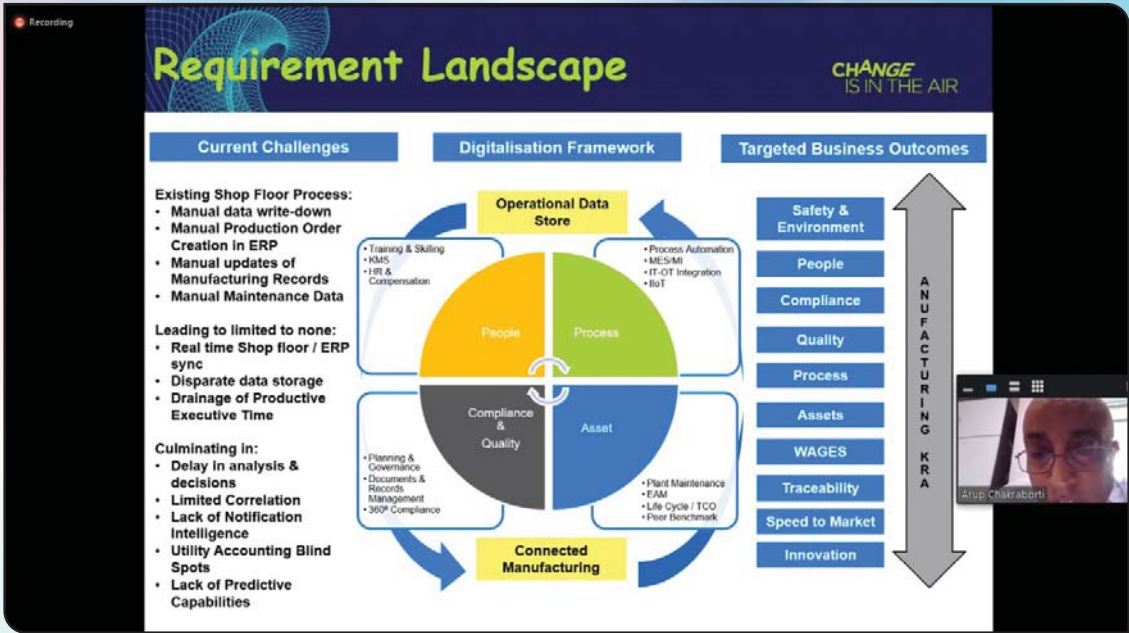 Recording
Requirement Landscape
CHANGE
IS IN THE AIR
Current Challenges
Digitalisation Framework
Targeted Business Outcomes
Existing Shop Floor Process:
• Manual data write-down
• Manual Production Order
Creation in ERP
• Manual updates of
Manufacturing Records
• Manual Maintenance Data
Leading to limited to none:
• Real time Shop floor / ERP
sync
• Disparate data storage
• Drainage of Productive
Executive Time
Culminating in:
• Delay in analysis &
decisions
• Limited Correlation
• Lack of Notification
Intelligence
• Utility Accounting Blind
Spots
• Lack of Predictive
Capabilities
Operational Data
Store
• Training & Skilling
• KMS
• HR &
Compensation
• Process Automation
• MES/MI
• IT-OT Integration
• IIoT
People
Process
Compliance
&
Quality
Asset
• Planning &
Governance
• Documents &
Records
Management
• 360º Compliance
• Plant Maintenance
• EAM
• Life Cycle / TCO
• Peer Benchmark
Connected
Manufacturing
Safety &
Environment
People
Compliance
Quality
Process
Assets
WAGES
Traceability
Speed to Market
Innovation
ANUFACTURING KRA
Arup Chakraborti